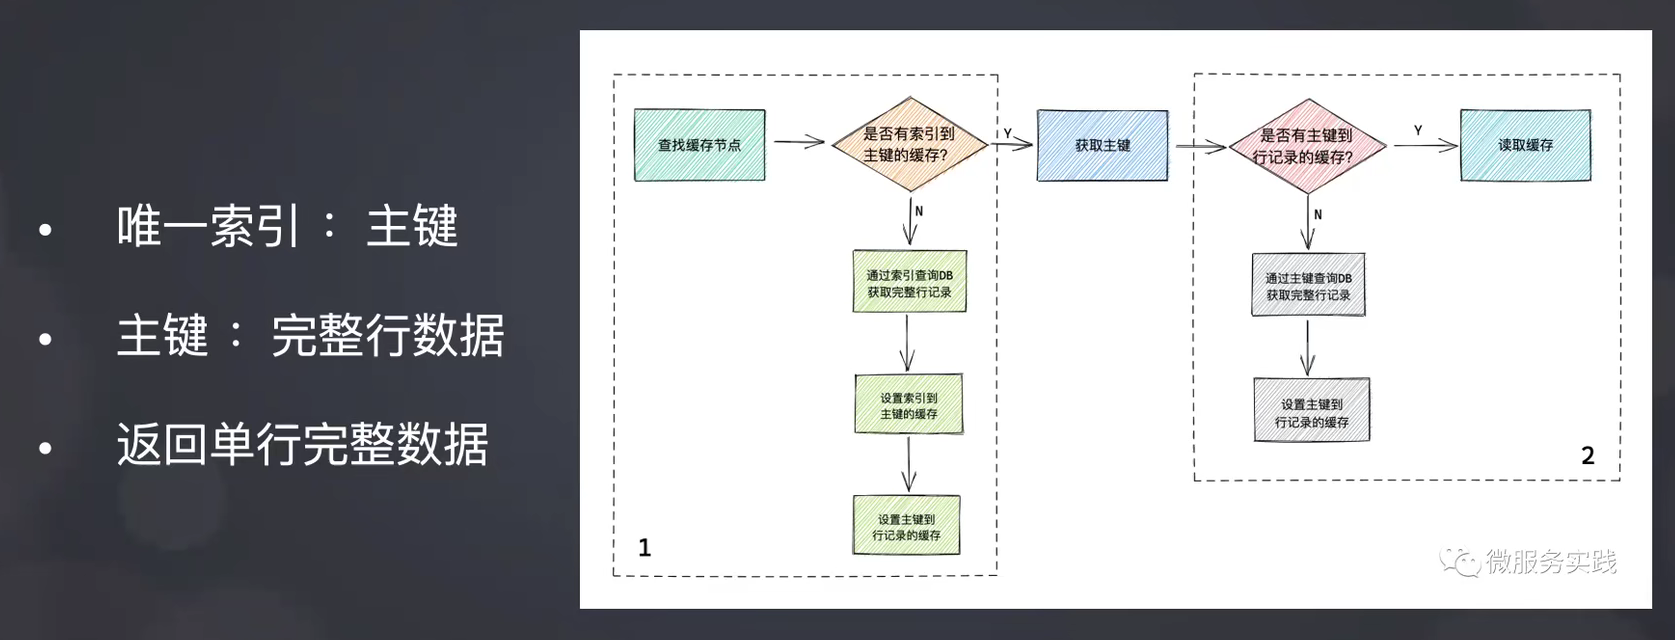 唯一索引： 主键
主键： 完整行数据
返回单行完整数据
查找缓存节点
是否有索引到
主键的缓存？
Y
获取主键
是否有主键到
行记录的缓存？
Y
读取缓存
N
通过索引查询DB
获取完整行记录
设置索引到
主键的缓存
设置主键到
行记录的缓存
1
N
通过主键查询DB
获取完整行记录
设置主键到
行记录的缓存
2
微服务实践